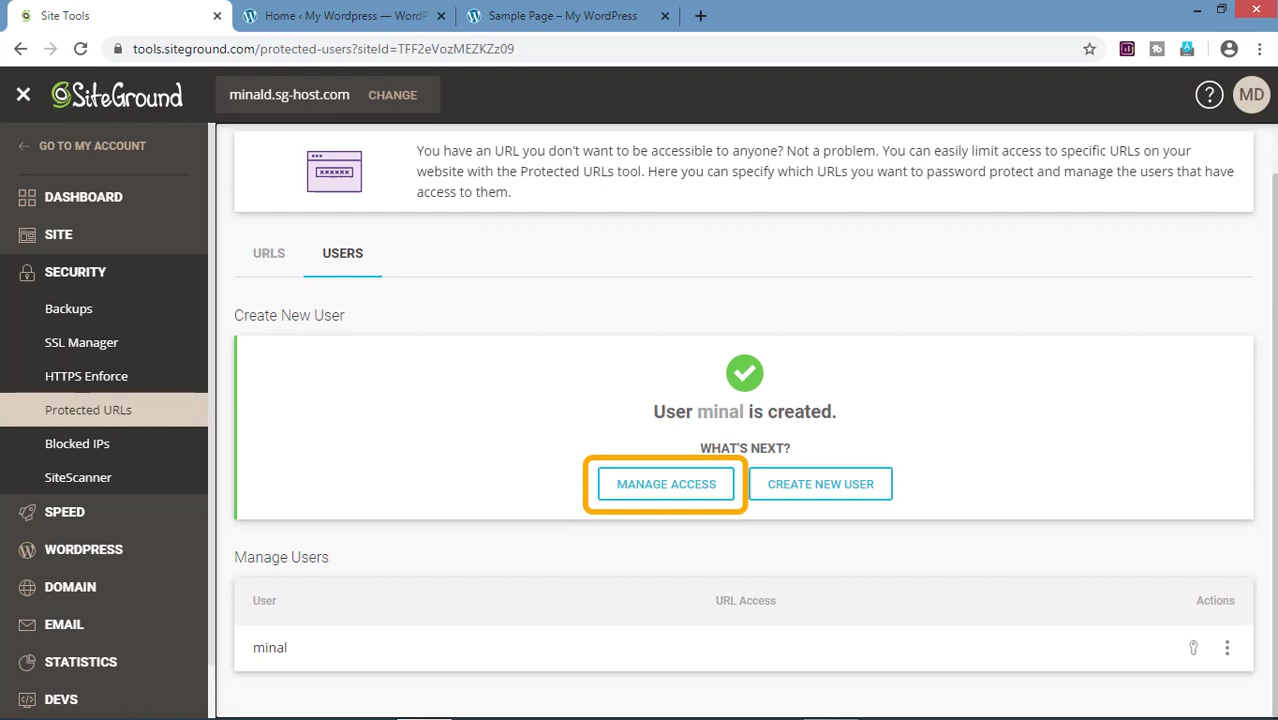 Site Tools
Home ‹ My Wordpress — WordP
Sample Page – My WordPress
tools.siteground.com/protected-users?siteId=TFF2eVozMEZKZz09
SiteGround
minald.sg-host.com CHANGE
?
MD
GO TO MY ACCOUNT
DASHBOARD
SITE
SECURITY
Backups
SSL Manager
HTTPS Enforce
Protected URLs
Blocked IPs
SiteScanner
SPEED
WORDPRESS
DOMAIN
EMAIL
STATISTICS
DEVS
You have an URL you don't want to be accessible to anyone? Not a problem. You can easily limit access to specific URLs on your
website with the Protected URLs tool. Here you can specify which URLs you want to password protect and manage the users that have
access to them.
URLS USERS
Create New User
User minal is created.
WHAT'S NEXT?
MANAGE ACCESS CREATE NEW USER
Manage Users
User URL Access Actions
minal